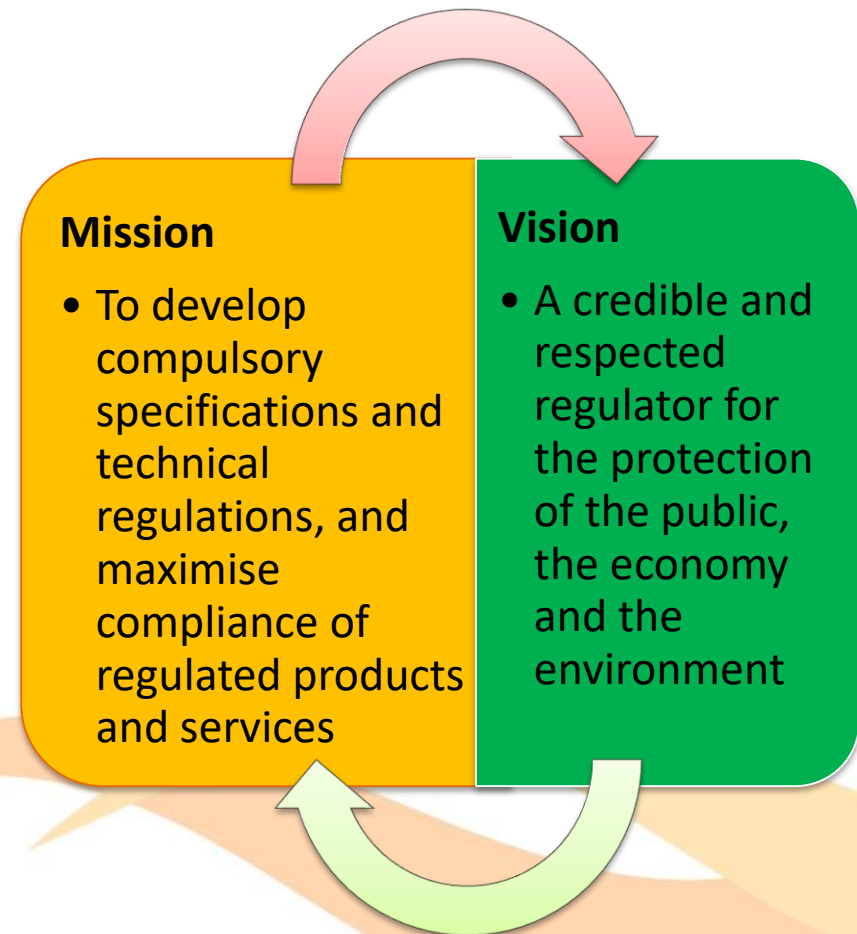 Mission
• To develop
compulsory
specifications and
technical
regulations, and
maximise
compliance of
regulated products
and services
Vision
• A credible and
respected
regulator for
the protection
of the public,
the economy
and the
environment